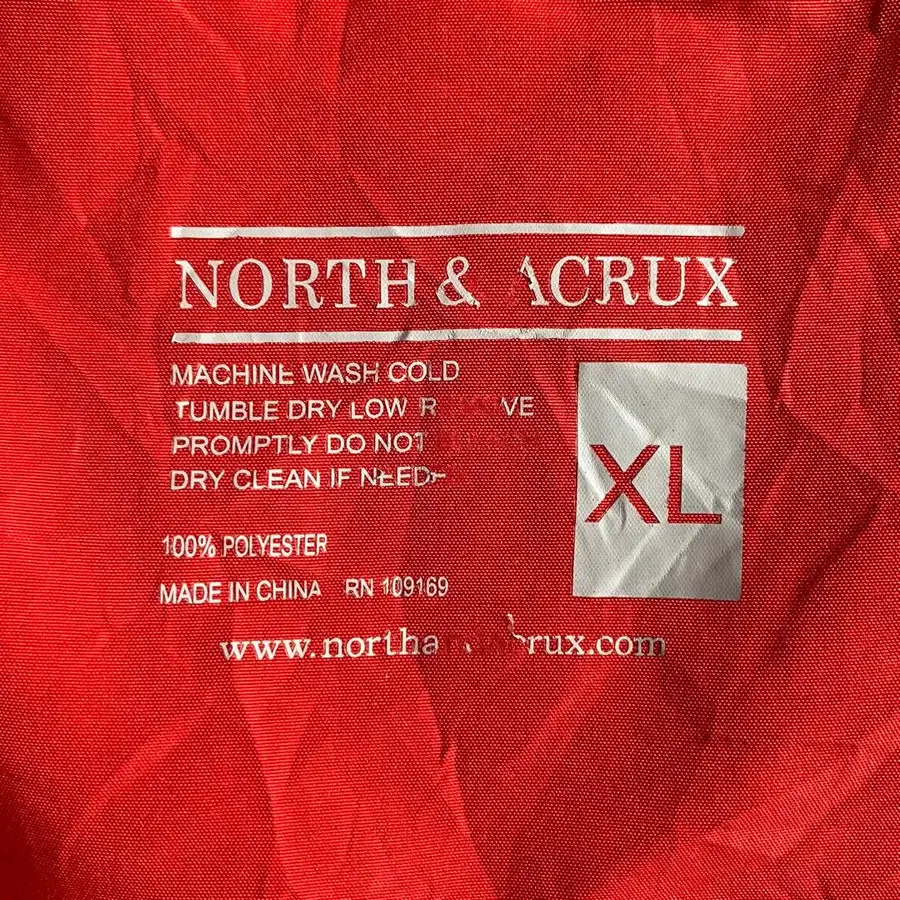 NORTH & ACRUX
MACHINE WASH COLD
TUMBLE DRY LOW
PROMPTLY DO NOT
DRY CLEAN IF
XL
100% POLYESTER
MADE IN CHINA RN 109169